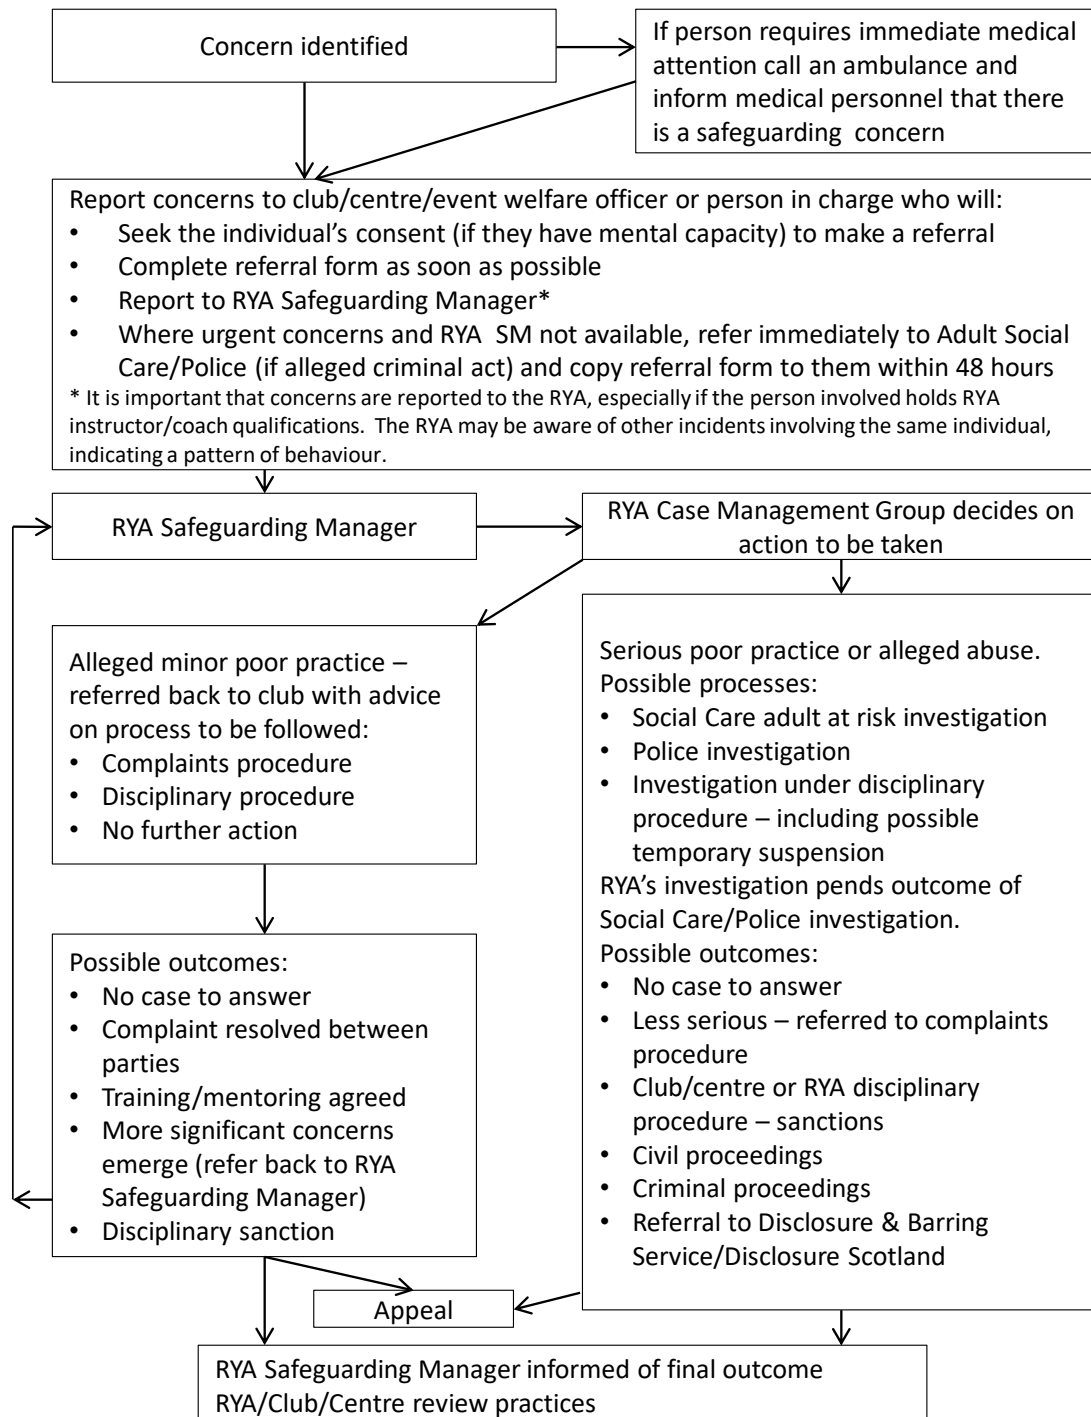 Concern identified
If person requires immediate medical
attention call an ambulance and
inform medical personnel that there
is a safeguarding concern
Report concerns to club/centre/event welfare officer or person in charge who will:
• Seek the individual's consent (if they have mental capacity) to make a referral
• Complete referral form as soon as possible
• Report to RYA Safeguarding Manager*
• Where urgent concerns and RYA SM not available, refer immediately to Adult Social
Care/Police (if alleged criminal act) and copy referral form to them within 48 hours
* It is important that concerns are reported to the RYA, especially if the person involved holds RYA
instructor/coach qualifications. The RYA may be aware of other incidents involving the same individual,
indicating a pattern of behaviour.
RYA Safeguarding Manager
RYA Case Management Group decides on
action to be taken
Alleged minor poor practice –
referred back to club with advice
on process to be followed:
• Complaints procedure
• Disciplinary procedure
• No further action
Serious poor practice or alleged abuse.
Possible processes:
• Social Care adult at risk investigation
• Police investigation
• Investigation under disciplinary
procedure – including possible
temporary suspension
RYA's investigation pends outcome of
Social Care/Police investigation.
Possible outcomes:
• No case to answer
• Less serious – referred to complaints
procedure
• Club/centre or RYA disciplinary
procedure – sanctions
• Civil proceedings
• Criminal proceedings
• Referral to Disclosure & Barring
Service/Disclosure Scotland
Possible outcomes:
• No case to answer
• Complaint resolved between
parties
• Training/mentoring agreed
• More significant concerns
emerge (refer back to RYA
Safeguarding Manager)
• Disciplinary sanction
Appeal
RYA Safeguarding Manager informed of final outcome
RYA/Club/Centre review practices